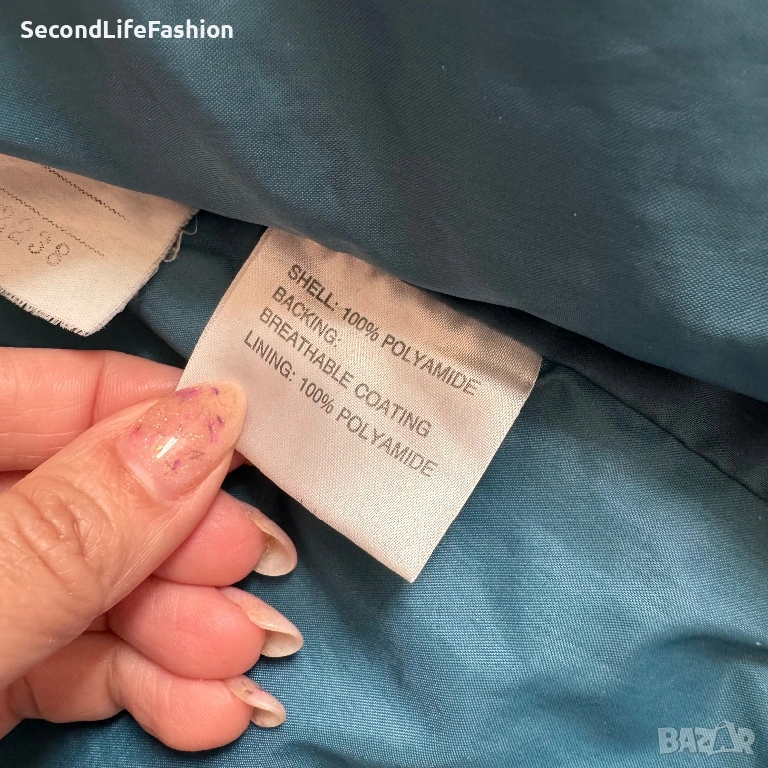 SecondLifeFashion
SHELL: 100% POLYAMIDE
BACKING:
BREATHABLE COATING
LINING: 100% POLYAMIDE
BAZAR